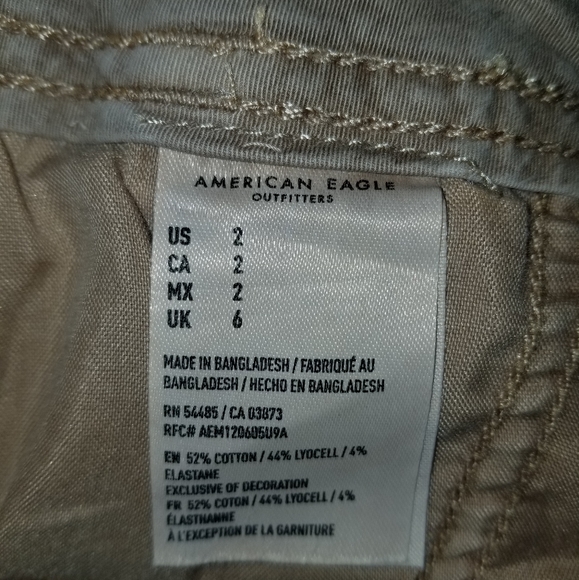 AMERICAN EAGLE
OUTFITTERS
US 2
CA 2
MX 2
UK 6
MADE IN BANGLADESH / FABRIQUÉ AU
BANGLADESH / HECHO EN BANGLADESH
RN 54485 / CA 03873
RFC# AEM120605U9A
EN 52% COTTON / 44% LYOCELL / 4%
ELASTANE
EXCLUSIVE OF DECORATION
FR 52% COTON / 44% LYOCELL / 4%
ÉLASTHANNE
À L'EXCEPTION DE LA GARNITURE